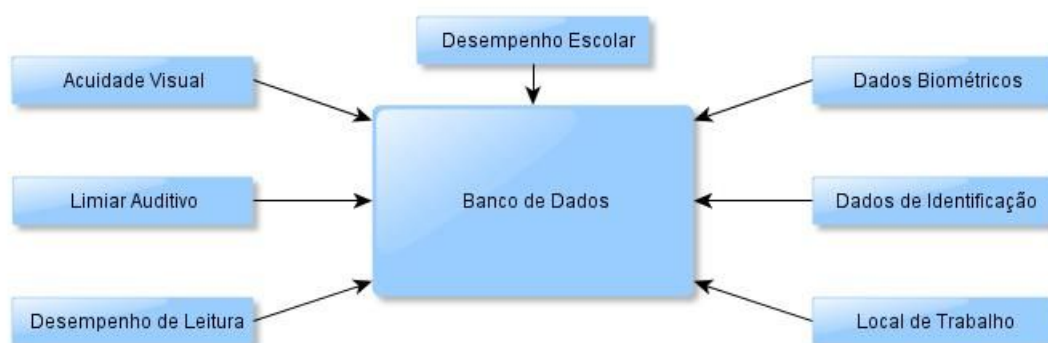 Desempenho Escolar
Acuidade Visual
Dados Biométricos
Limiar Auditivo
Banco de Dados
Dados de Identificação
Desempenho de Leitura
Local de Trabalho